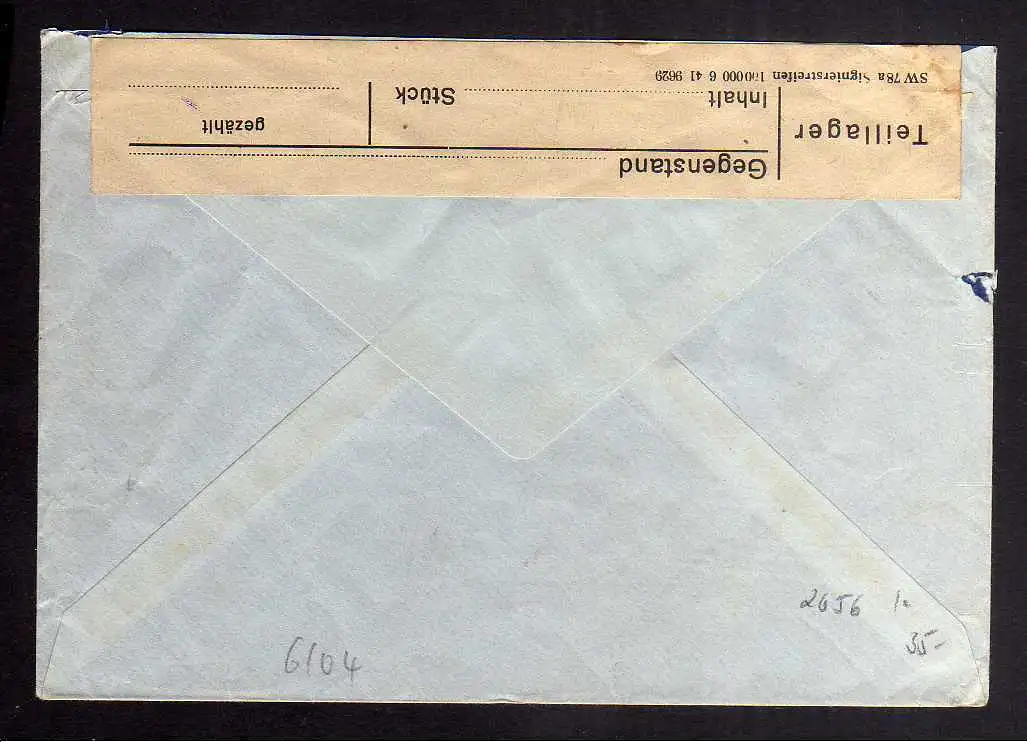 Teillager
Gegenstand
Inhalt
Stück
gezählt
SW 78a Signierstreifen 100000 6 41 9629
2656 1.-
35-
6104